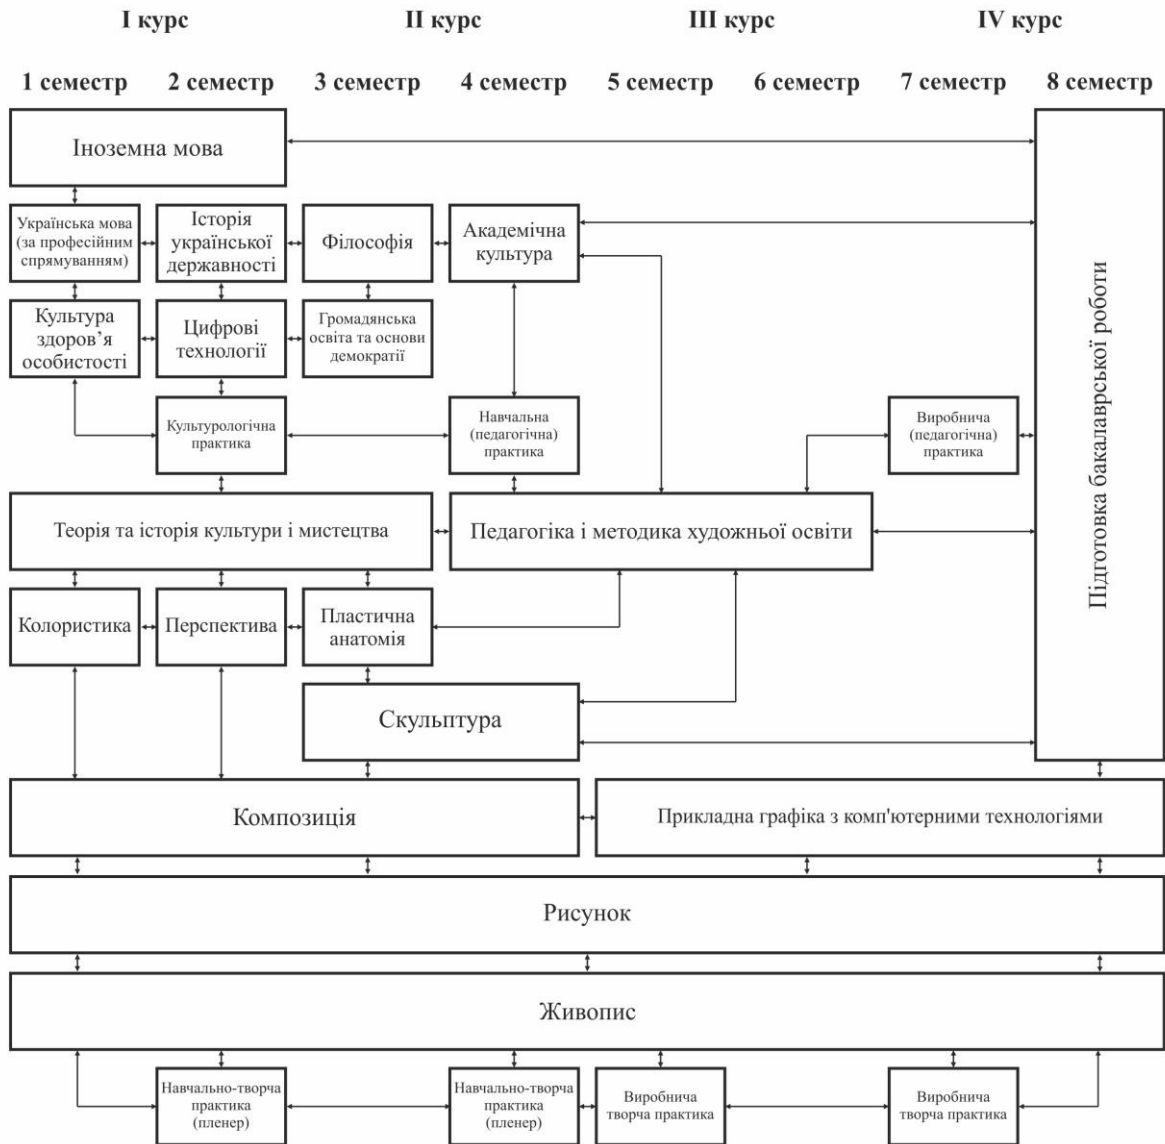 I курс II курс III курс IV курс
1 семестр 2 семестр 3 семестр 4 семестр 5 семестр 6 семестр 7 семестр 8 семестр
Іноземна мова
Українська мова
(за професійним
спрямуванням)
Історія
української
державності
Філософія
Академічна
культура
Культура
здоров’я
особистості
Цифрові
технології
Громадянська
освіта та основи
демократії
Культурологічна
практика
Навчальна
(педагогічна)
практика
Виробнича
(педагогічна)
практика
Підготовка бакалаврської роботи
Теорія та історія культури і мистецтва
Педагогіка і методика художньої освіти
Колористика
Перспектива
Пластична
анатомія
Скульптура
Композиція
Прикладна графіка з комп'ютерними технологіями
Рисунок
Живопис
Навчально-творча
практика
(пленер)
Навчально-творча
практика
(пленер)
Виробнича
творча практика
Виробнича
творча практика